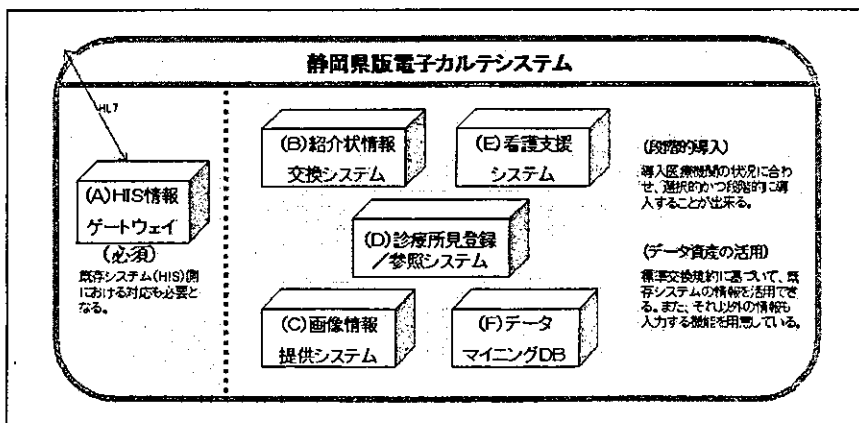 静岡県版電子カルテシステム
HL7
(A)HIS情報
ゲートウェイ
(必須)
既存システム(HIS)側
における対応も必要と
なる。
(B)紹介状情報
交換システム
(E)看護支援
システム
(D)診療所見登録
／参照システム
(C)画像情報
提供システム
(F)データ
マイニングDB
(段階的導入)
導入医療機関の状況に合わ
せ、選択的かつ段階的に導
入することが出来る。
(データ資産の活用)
標準交換規約に基づいて、既
存システムの情報を活用でき
る。また、それ以外の情報も
入力する機能を用意している。